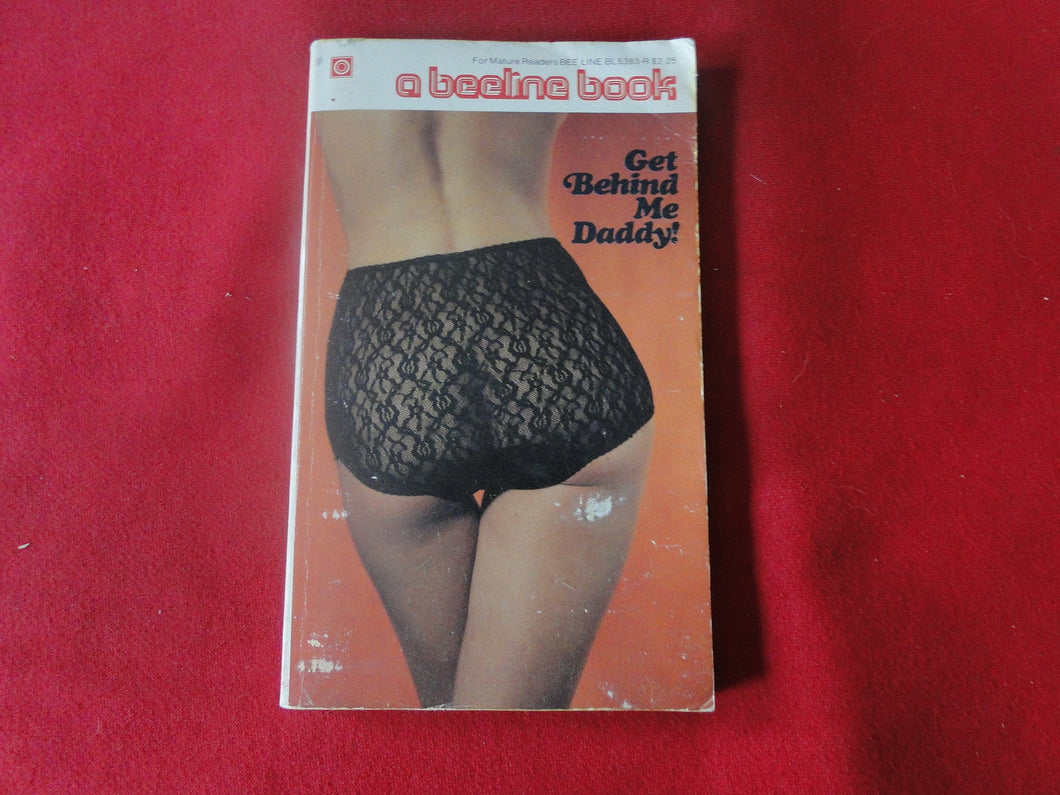 For Mature Readers BEE LINE BL5383-R $2.25
a beeline book
Get
Behind
Me
Daddy!